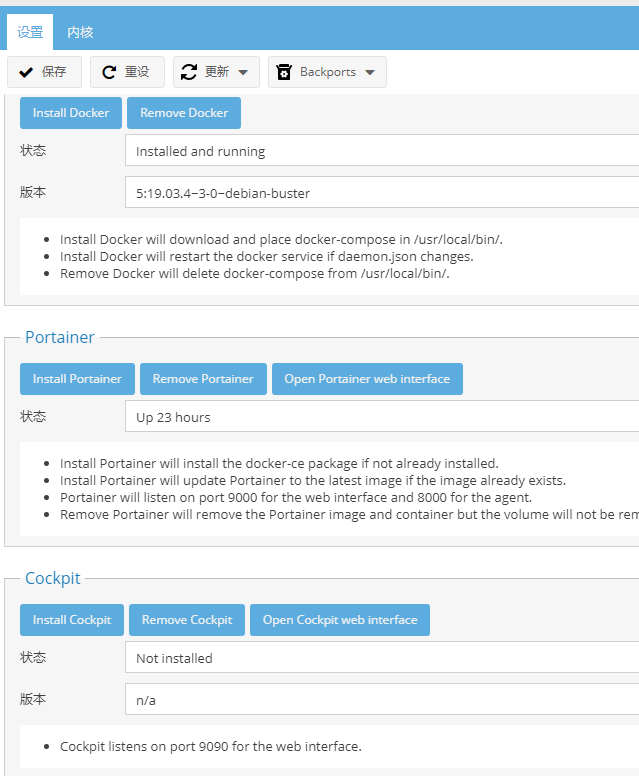 设置 内核
保存 重设 更新 Backports
Install Docker Remove Docker
状态 Installed and running
版本 5:19.03.4~3-0~debian-buster
Install Docker will download and place docker-compose in /usr/local/bin/.
Install Docker will restart the docker service if daemon.json changes.
Remove Docker will delete docker-compose from /usr/local/bin/.
Portainer
Install Portainer Remove Portainer Open Portainer web interface
状态 Up 23 hours
Install Portainer will install the docker-ce package if not already installed.
Install Portainer will update Portainer to the latest image if the image already exists.
Portainer will listen on port 9000 for the web interface and 8000 for the agent.
Remove Portainer will remove the Portainer image and container but the volume will not be rem
Cockpit
Install Cockpit Remove Cockpit Open Cockpit web interface
状态 Not installed
版本 n/a
Cockpit listens on port 9090 for the web interface.